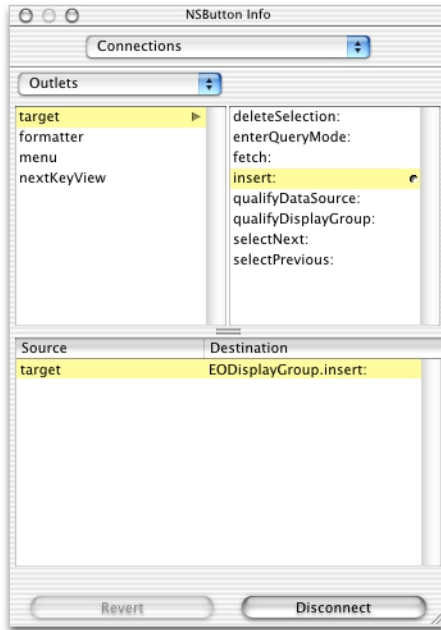 NSButton Info
Connections
Outlets
target
formatter
menu
nextKeyView
deleteSelection:
enterQueryMode:
fetch:
insert:
qualifyDataSource:
qualifyDisplayGroup:
selectNext:
selectPrevious:
Source Destination
target EODisplayGroup.insert:
Revert Disconnect